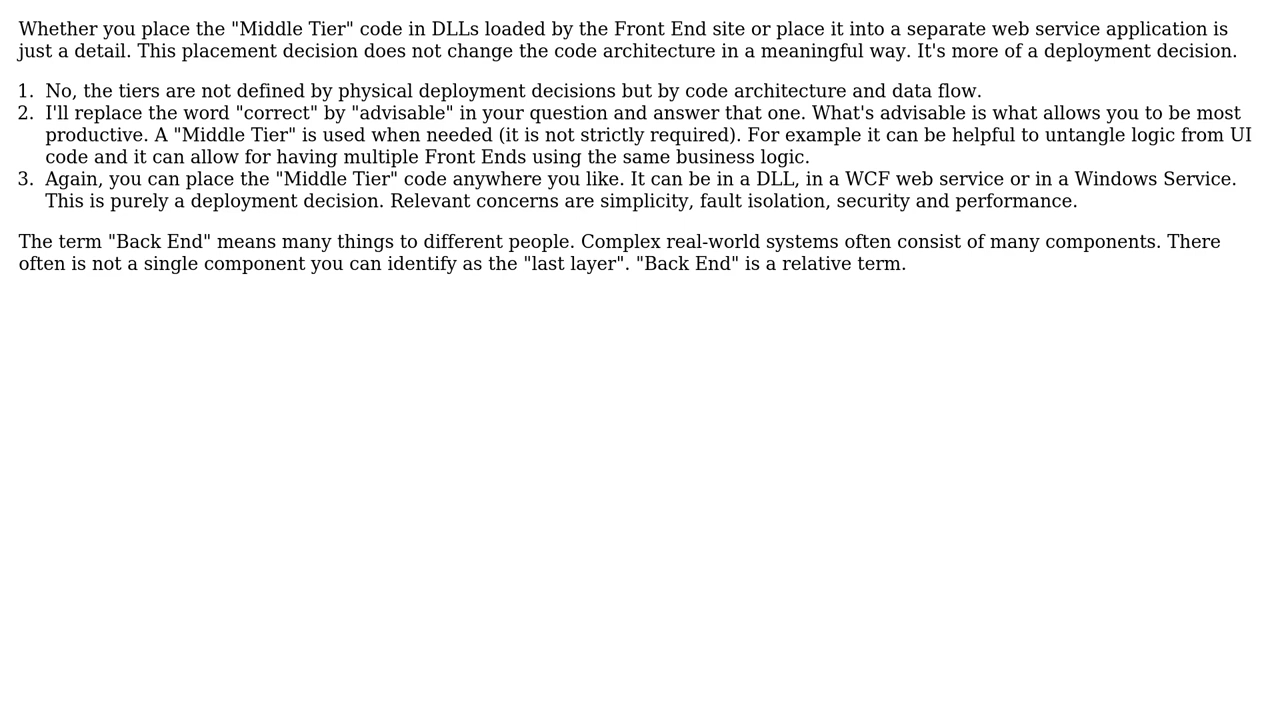 Whether you place the "Middle Tier" code in DLLs loaded by the Front End site or place it into a separate web service application is
just a detail. This placement decision does not change the code architecture in a meaningful way. It's more of a deployment decision.
1. No, the tiers are not defined by physical deployment decisions but by code architecture and data flow.
2. I'll replace the word "correct" by "advisable" in your question and answer that one. What's advisable is what allows you to be most
productive. A "Middle Tier" is used when needed (it is not strictly required). For example it can be helpful to untangle logic from UI
code and it can allow for having multiple Front Ends using the same business logic.
3. Again, you can place the "Middle Tier" code anywhere you like. It can be in a DLL, in a WCF web service or in a Windows Service.
This is purely a deployment decision. Relevant concerns are simplicity, fault isolation, security and performance.
The term "Back End" means many things to different people. Complex real-world systems often consist of many components. There
often is not a single component you can identify as the "last layer". "Back End" is a relative term.